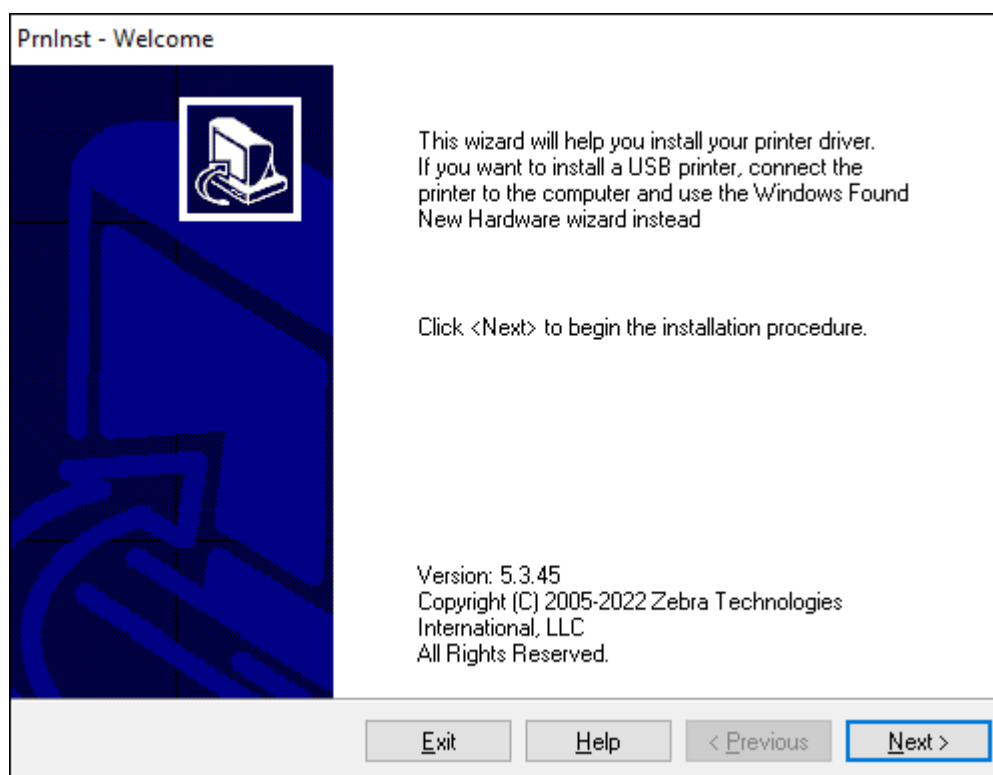 PrnInst - Welcome
This wizard will help you install your printer driver.
If you want to install a USB printer, connect the
printer to the computer and use the Windows Found
New Hardware wizard instead
Click <Next> to begin the installation procedure.
Version: 5.3.45
Copyright (C) 2005-2022 Zebra Technologies
International, LLC
All Rights Reserved.
Exit Help < Previous Next >